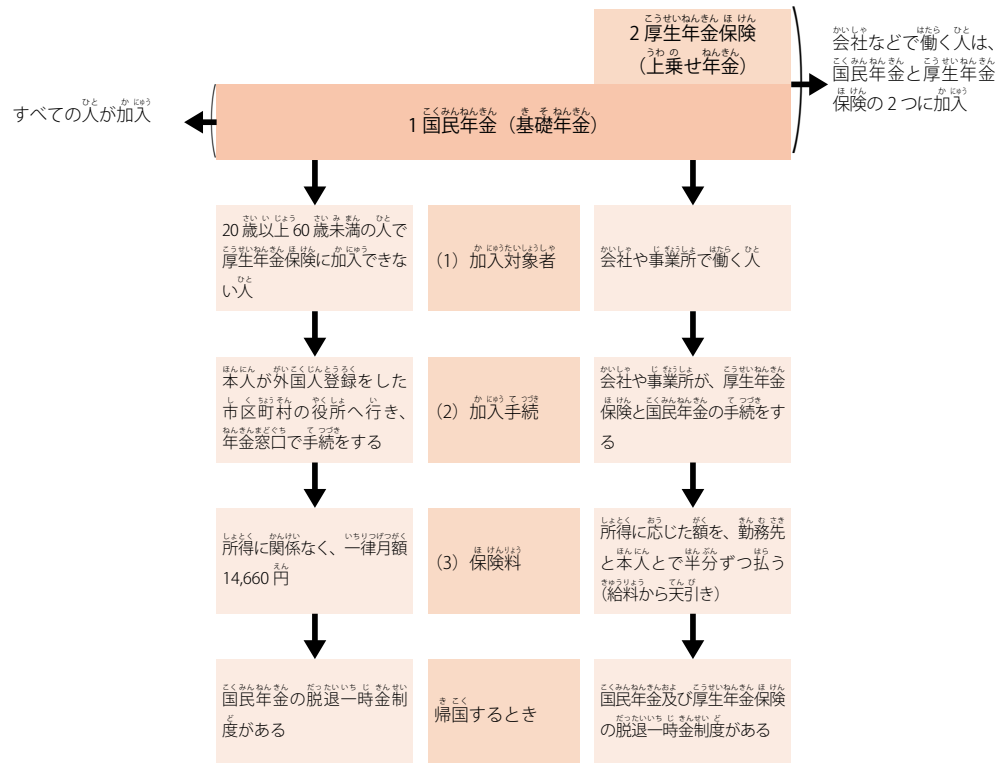 2 厚生年金保険
（上乗せ年金）
会社などで働く人は、
国民年金と厚生年金
保険の 2 つに加入
すべての人が加入
1 国民年金（基礎年金）
20 歳以上 60 歳未満の人で
厚生年金保険に加入できな
い人
（1）加入対象者
会社や事業所で働く人
本人が外国人登録をした
市区町村の役所へ行き、
年金窓口で手続をする
（2）加入手続
会社や事業所が、厚生年金
保険と国民年金の手続をす
る
所得に関係なく、一律月額
14,660 円
（3）保険料
所得に応じた額を、勤務先
と本人とで半分ずつ払う
（給料から天引き）
国民年金の脱退一時金制
度がある
帰国するとき
国民年金及び厚生年金保険
の脱退一時金制度がある